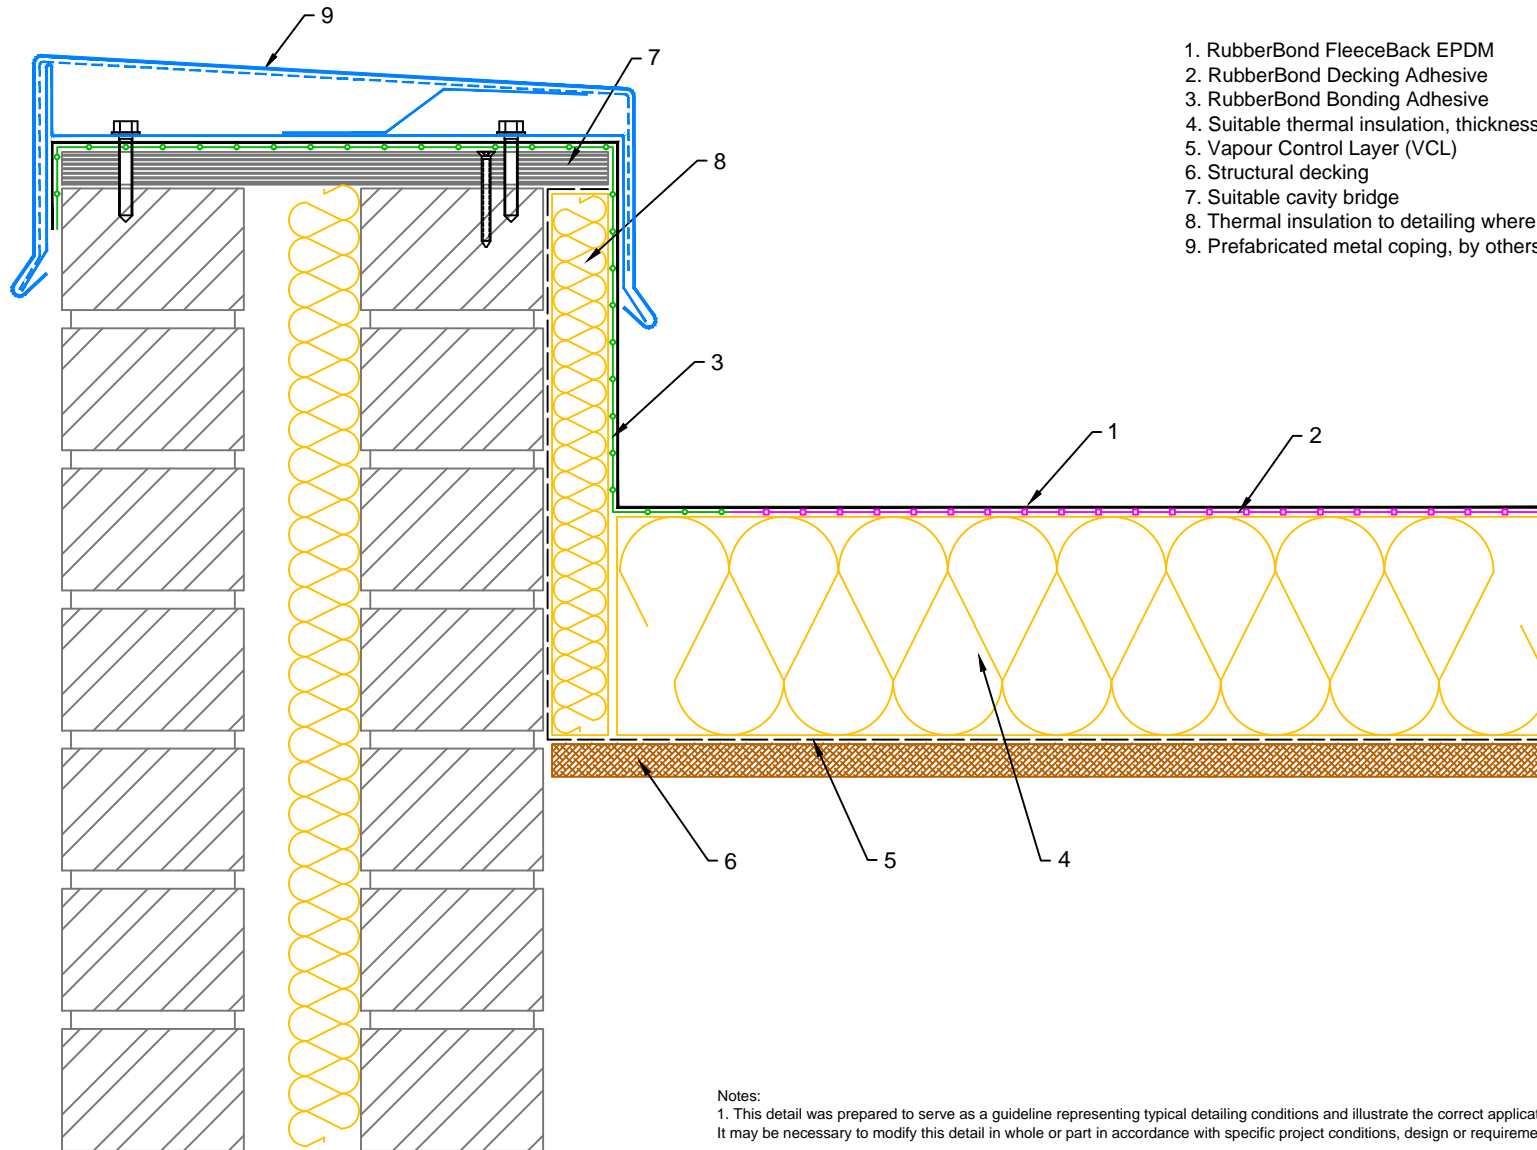 9
7
8
3
1
2
6
5
4
1. RubberBond FleeceBack EPDM
2. RubberBond Decking Adhesive
3. RubberBond Bonding Adhesive
4. Suitable thermal insulation, thickness
5. Vapour Control Layer (VCL)
6. Structural decking
7. Suitable cavity bridge
8. Thermal insulation to detailing where
9. Prefabricated metal coping, by others
Notes:
1. This detail was prepared to serve as a guideline representing typical detailing conditions and illustrate the correct
It may be necessary to modify this detail in whole or part in accordance with specific project conditions, design or